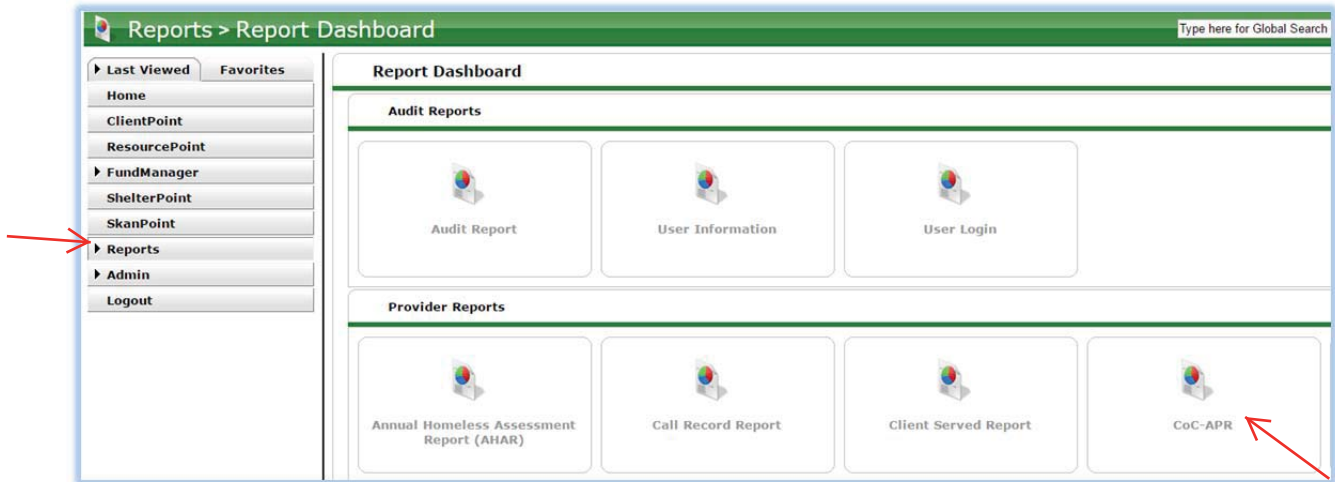 Reports > Report Dashboard
Type here for Global Search
Last Viewed Favorites
Home
ClientPoint
ResourcePoint
FundManager
ShelterPoint
SkanPoint
Reports
Admin
Logout
Report Dashboard
Audit Reports
Audit Report
User Information
User Login
Provider Reports
Annual Homeless Assessment
Report (AHAR)
Call Record Report
Client Served Report
CoC-APR